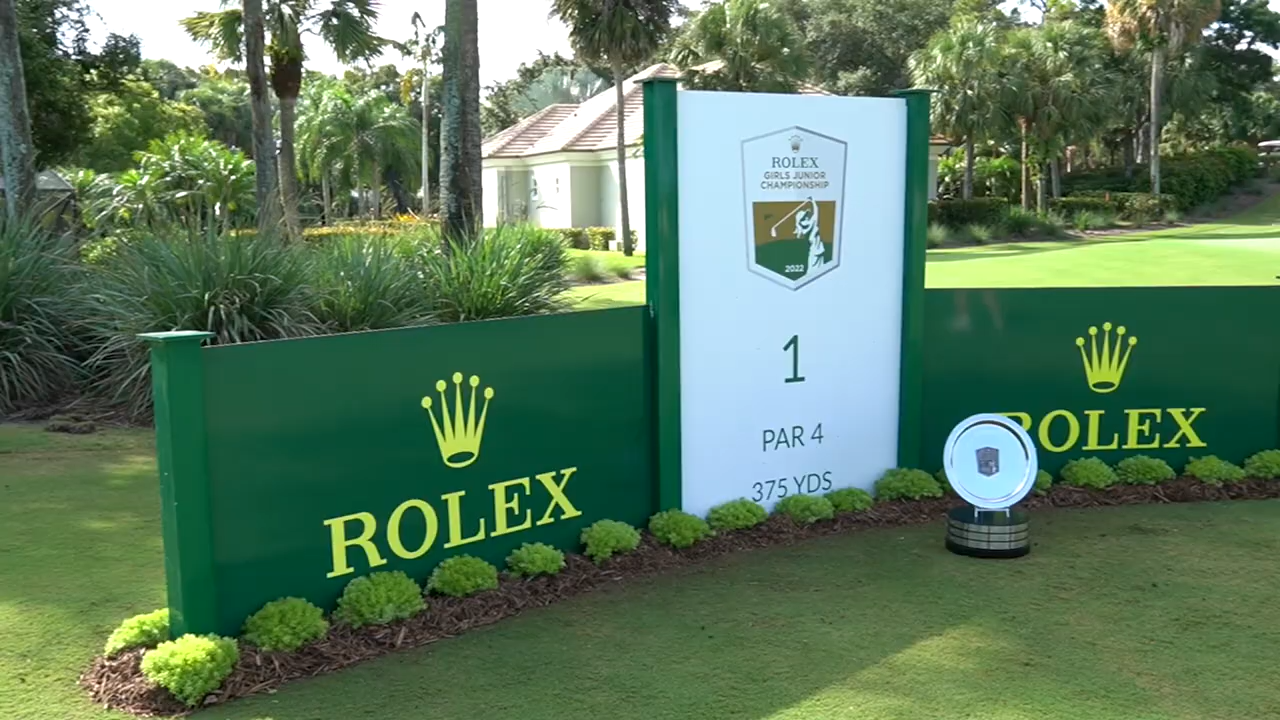 ROLEX
GIRLS JUNIOR
CHAMPIONSHIP
2022
1
PAR 4
375 YDS
ROLEX
ROLEX